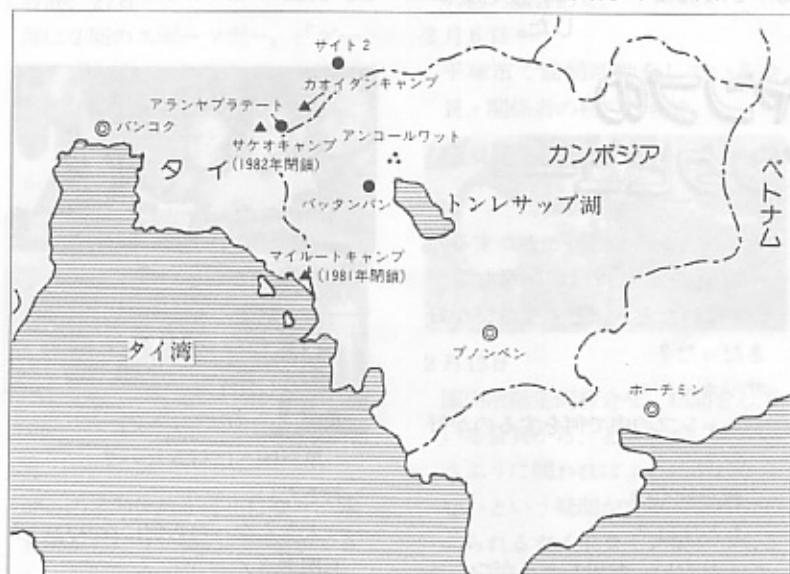 サイト2
カオイダンキャンプ
アランヤプラテート
バンコク
サケオキャンプ
(1982年閉鎖)
アンコールワット
タイ
カンボジア
ベトナム
バッタンバン
トンレサップ湖
マイルートキャンプ
(1981年閉鎖)
タイ湾
プノンペン
ホーチミン